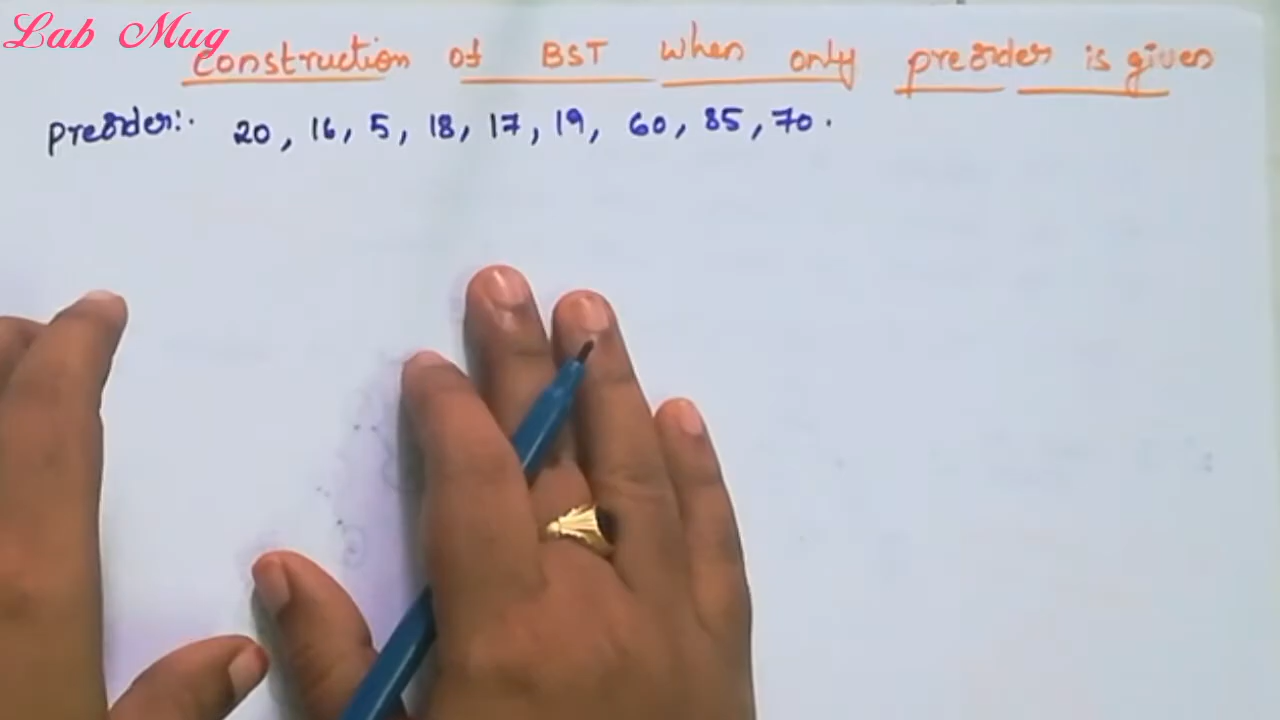 Lab Mug
construction of BST when only preorder is given
preorder:. 20, 16, 5, 18, 17, 19, 60, 85, 70.